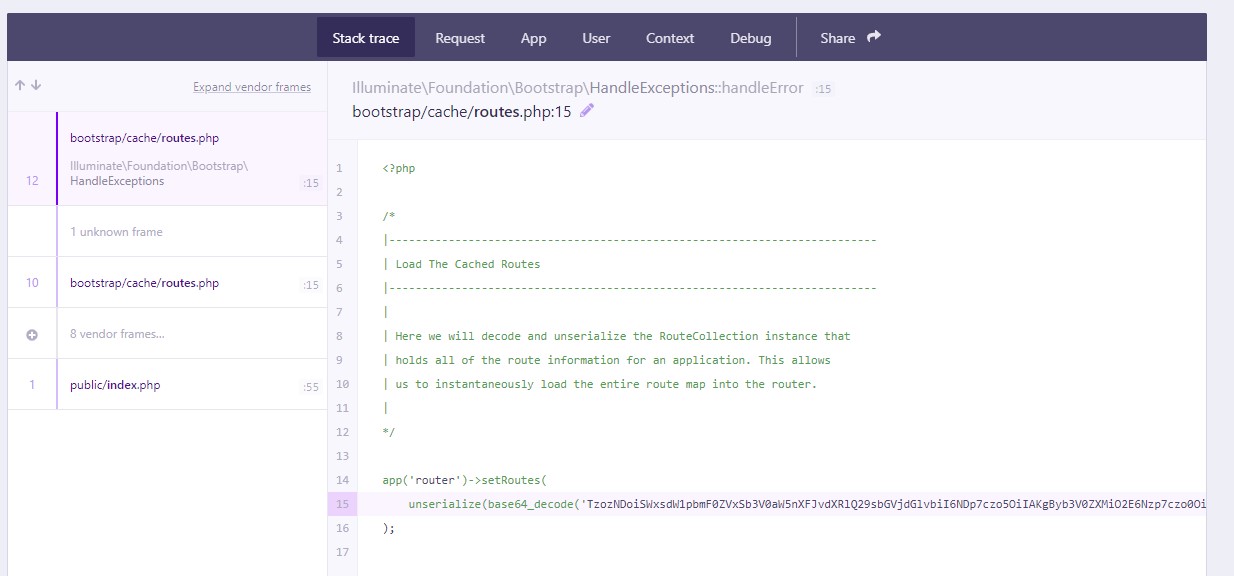 Stack trace Request App User Context Debug Share
Expand vendor frames
bootstrap/cache/routes.php
Illuminate\Foundation\Bootstrap\
12 HandleExceptions :15
1 unknown frame
10 bootstrap/cache/routes.php :15
8 vendor frames...
1 public/index.php :55
Illuminate\Foundation\Bootstrap\HandleExceptions::handleError :15
bootstrap/cache/routes.php:15
1 <?php
2
3 /*
4 |--------------------------------------------------------------------------
5 | Load The Cached Routes
6 |--------------------------------------------------------------------------
7 |
8 | Here we will decode and unserialize the RouteCollection instance that
9 | holds all of the route information for an application. This allows
10 | us to instantaneously load the entire route map into the router.
11 |
12 */
13
14 app('router')->setRoutes(
15 unserialize(base64_decode('TzozNDoiSWxsdW1pbmF0ZVxSb3V0aW5nXFJvdXRlQ29sbGVjdGlvbiI6NDp7czo5OiIAKgByb3V0ZXMiO2E6Nzp7czo0Oi
16 );
17